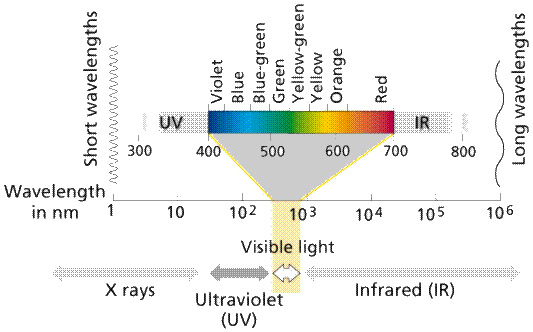 Short wavelengths
Violet
Blue
Blue-green
Green
Yellow-green
Yellow
Orange
Red
Long wavelengths
UV
IR
300 400 500 600 700 800
Wavelength
in nm
1 10 10² 10³ 10⁴ 10⁵ 10⁶
Visible light
X rays
Ultraviolet
(UV)
Infrared (IR)